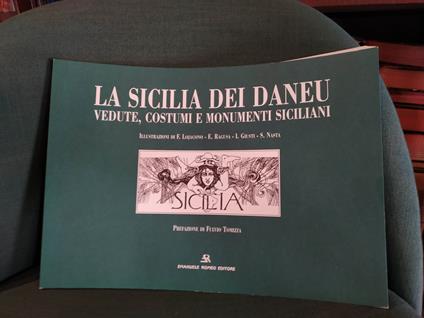 LA SICILIA DEI DANEU
VEDUTE, COSTUMI E MONUMENTI SICILIANI
ILLUSTRAZIONI DI F. LOJACONO - E. RAGUSA - I. GIUSTI - S. NASTA
SICILIA
PREFAZIONE DI FULVIO TOMIZZA
EMANUELE ROMEO EDITORE